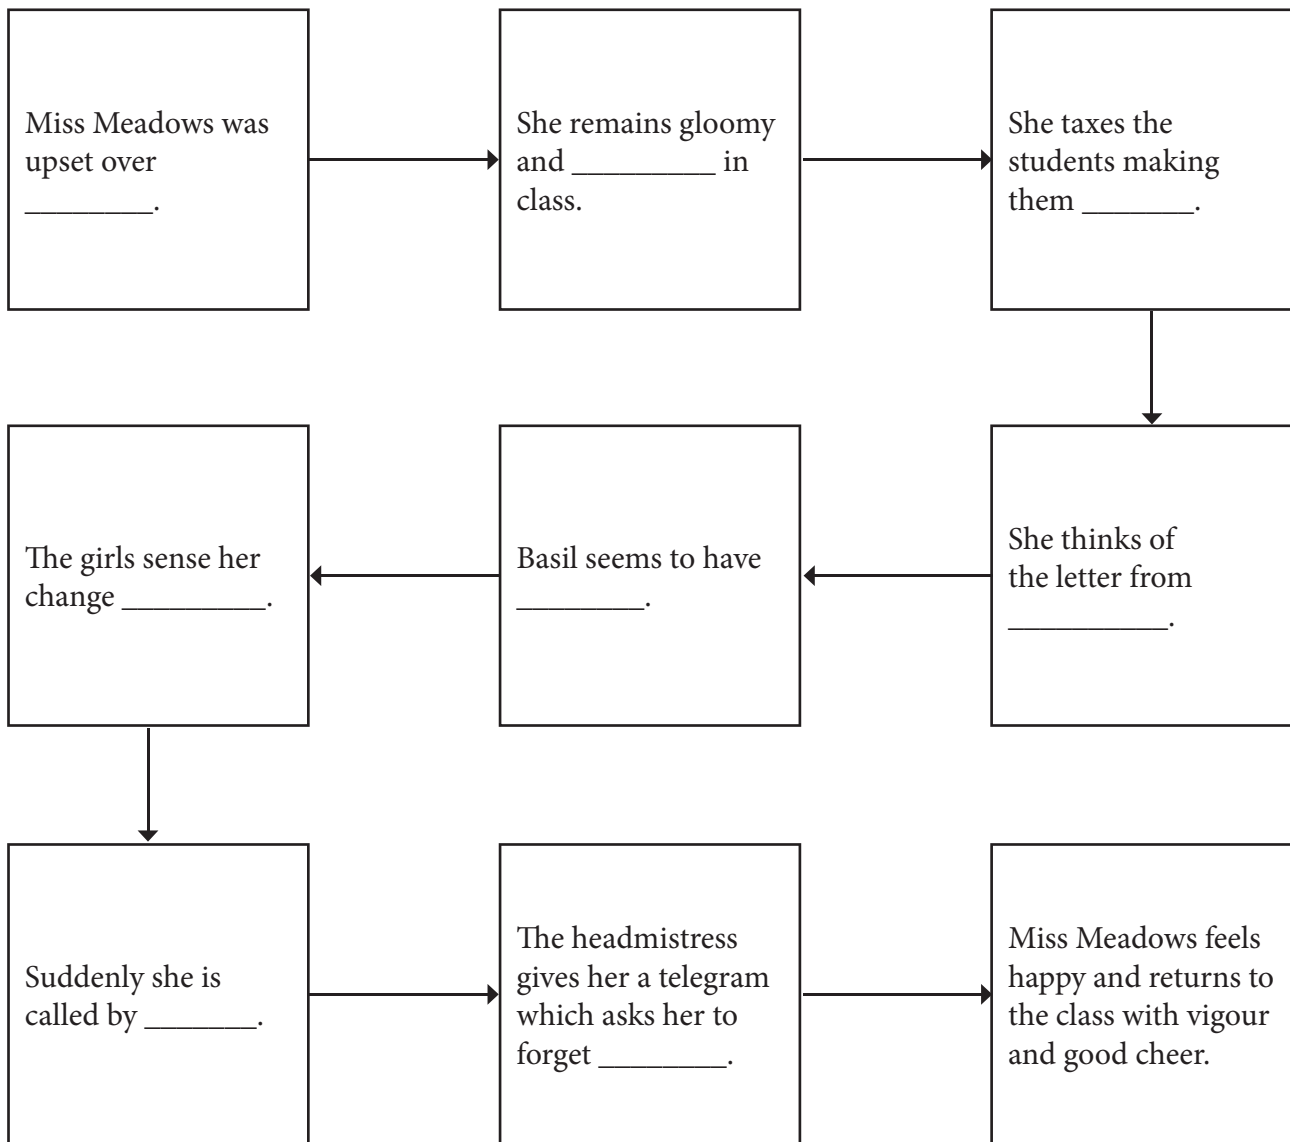 Miss Meadows was
upset over
________.
She remains gloomy
and _________ in
class.
She taxes the
students making
them _______.
She thinks of
the letter from
__________.
Basil seems to have
________.
The girls sense her
change _________.
Suddenly she is
called by _______.
The headmistress
gives her a telegram
which asks her to
forget ________.
Miss Meadows feels
happy and returns to
the class with vigour
and good cheer.